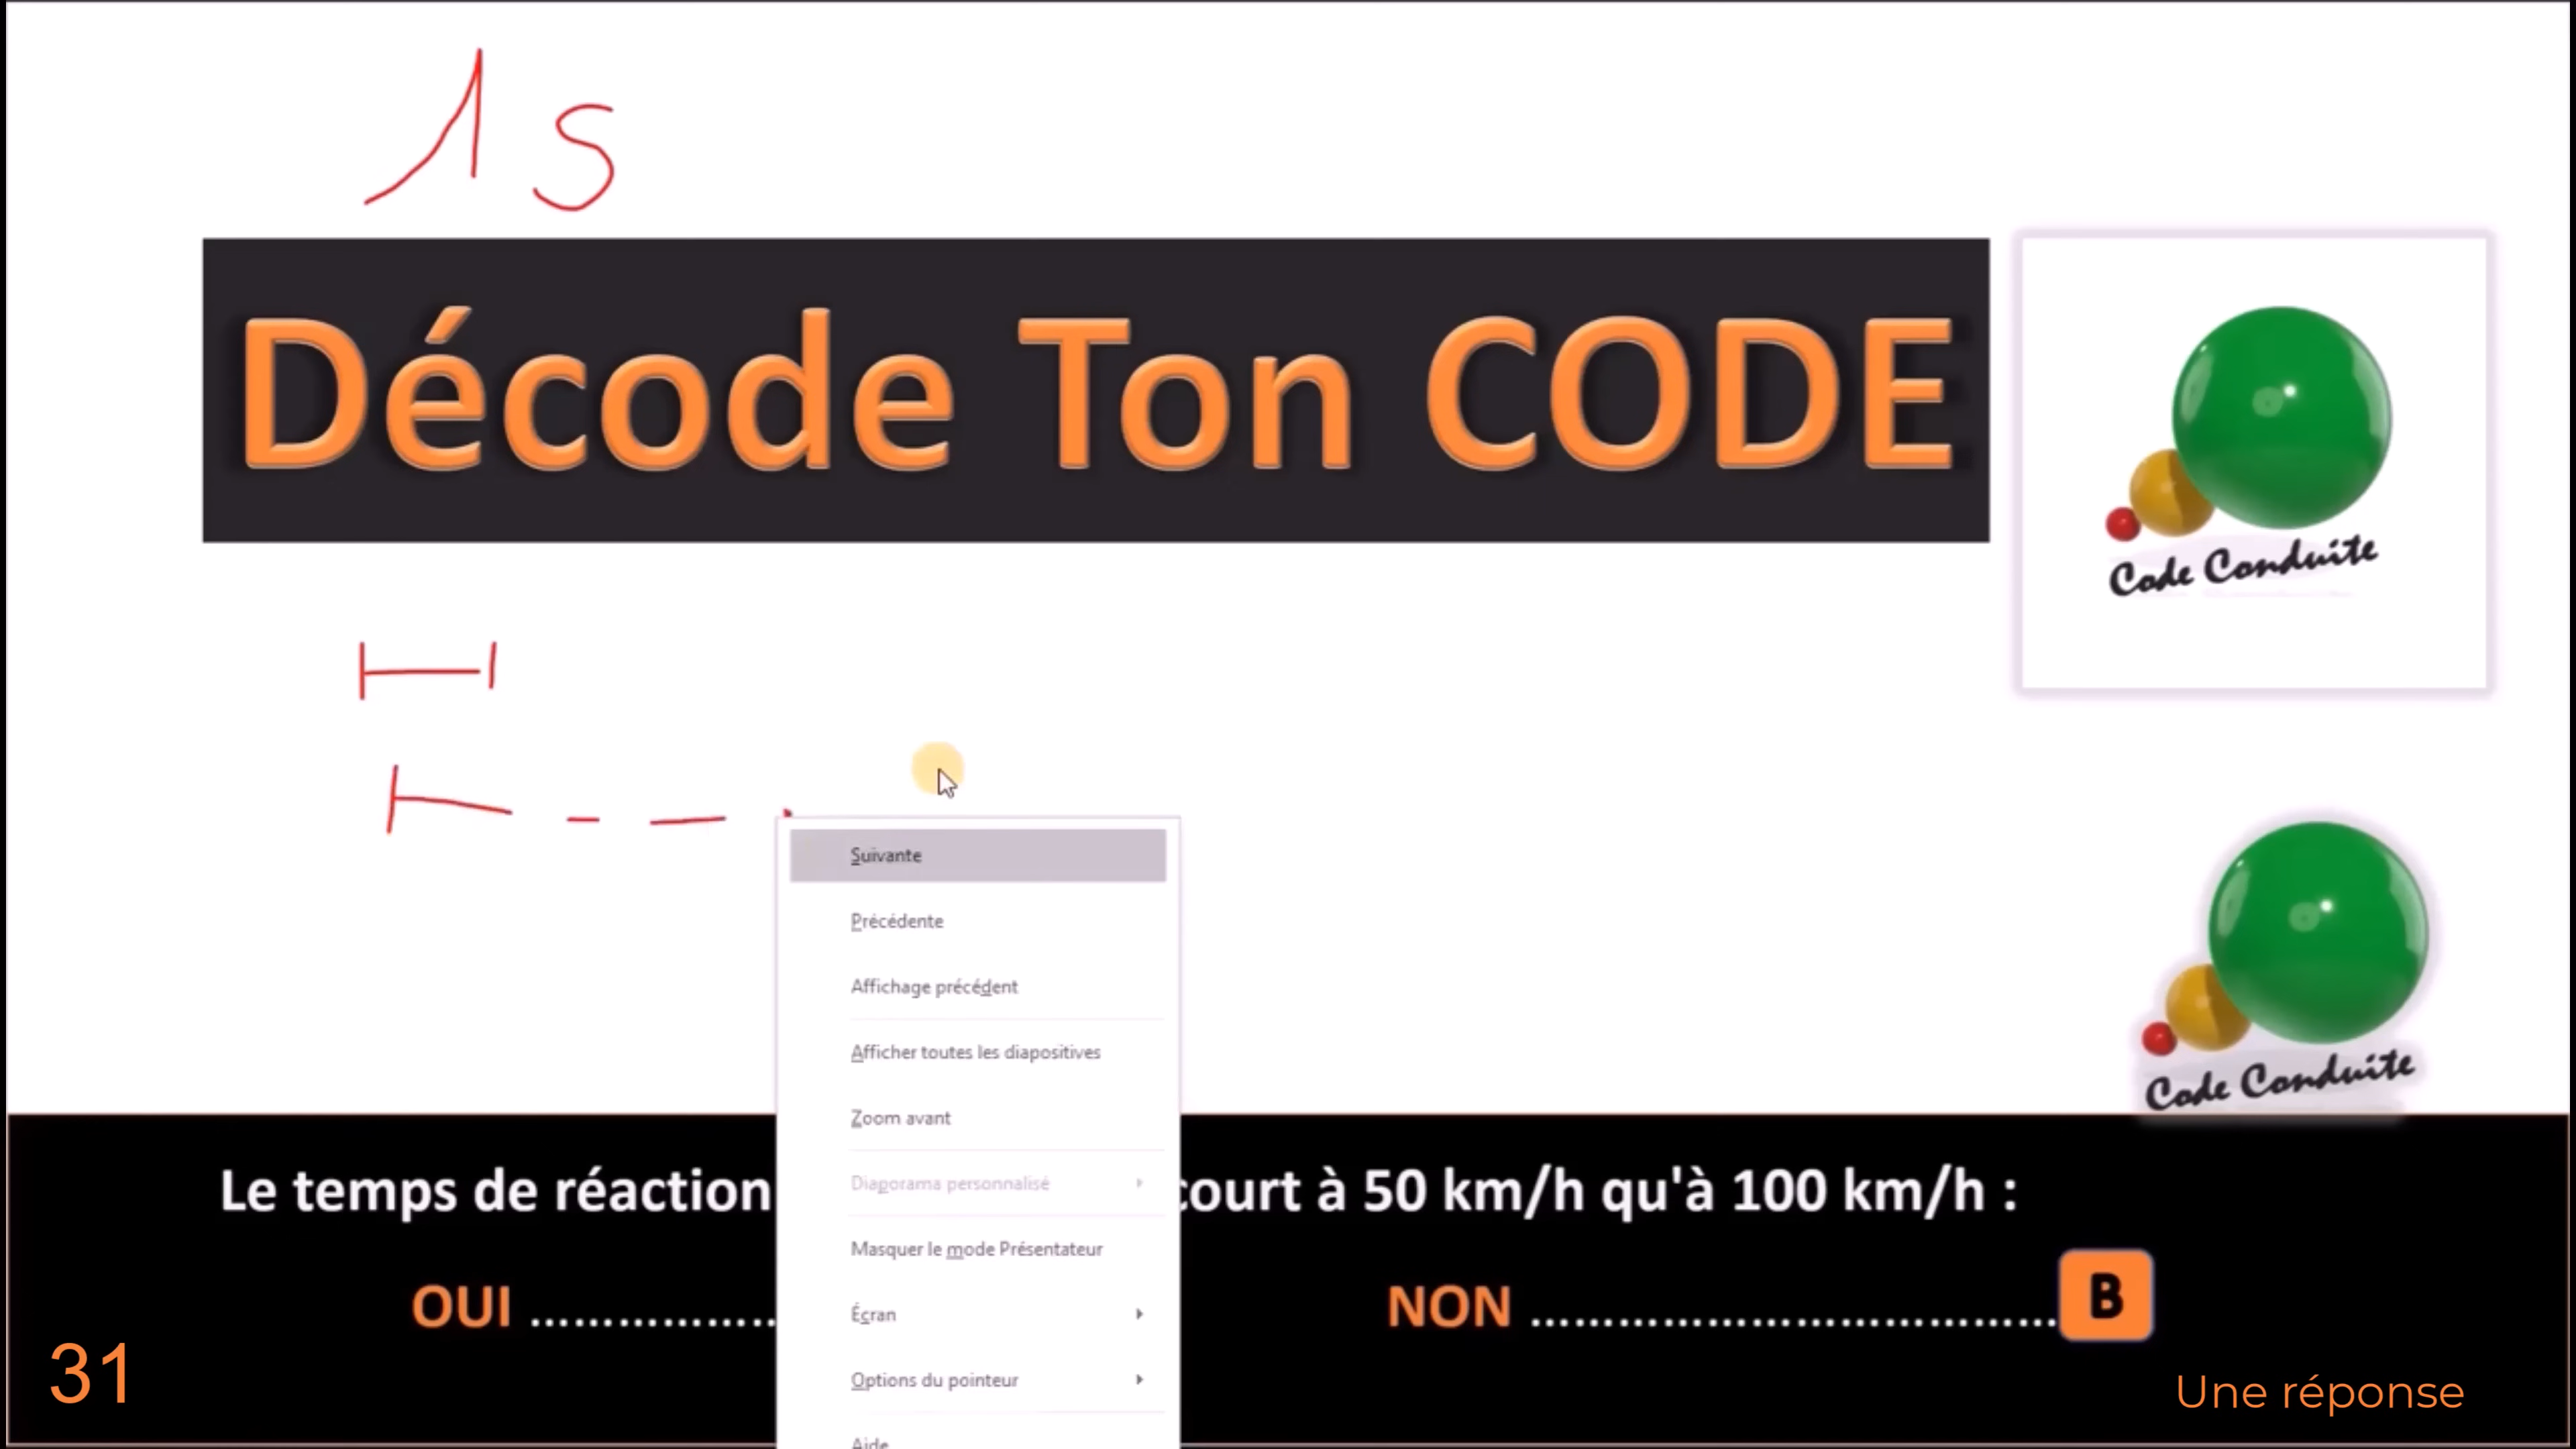 1 s
Décode Ton CODE
Code Conduite
Suivante
Précédente
Affichage précédent
Afficher toutes les diapositives
Zoom avant
Diaporama personnalisé
Masquer le mode Présentateur
Écran
Options du pointeur
Aide
Code Conduite
Le temps de réaction court à 50 km/h qu'à 100 km/h :
OUI ................. NON .................................... B
31
Une réponse